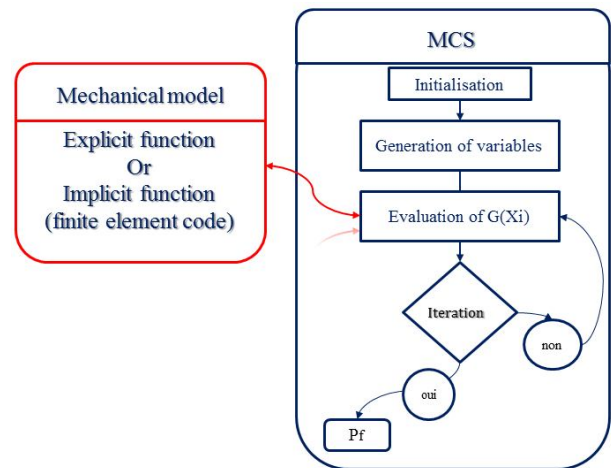 MCS
Initialisation
Mechanical model
Explicit function
Or
Implicit function
(finite element code)
Generation of variables
Evaluation of G(Xi)
Iteration
non
oui
Pf